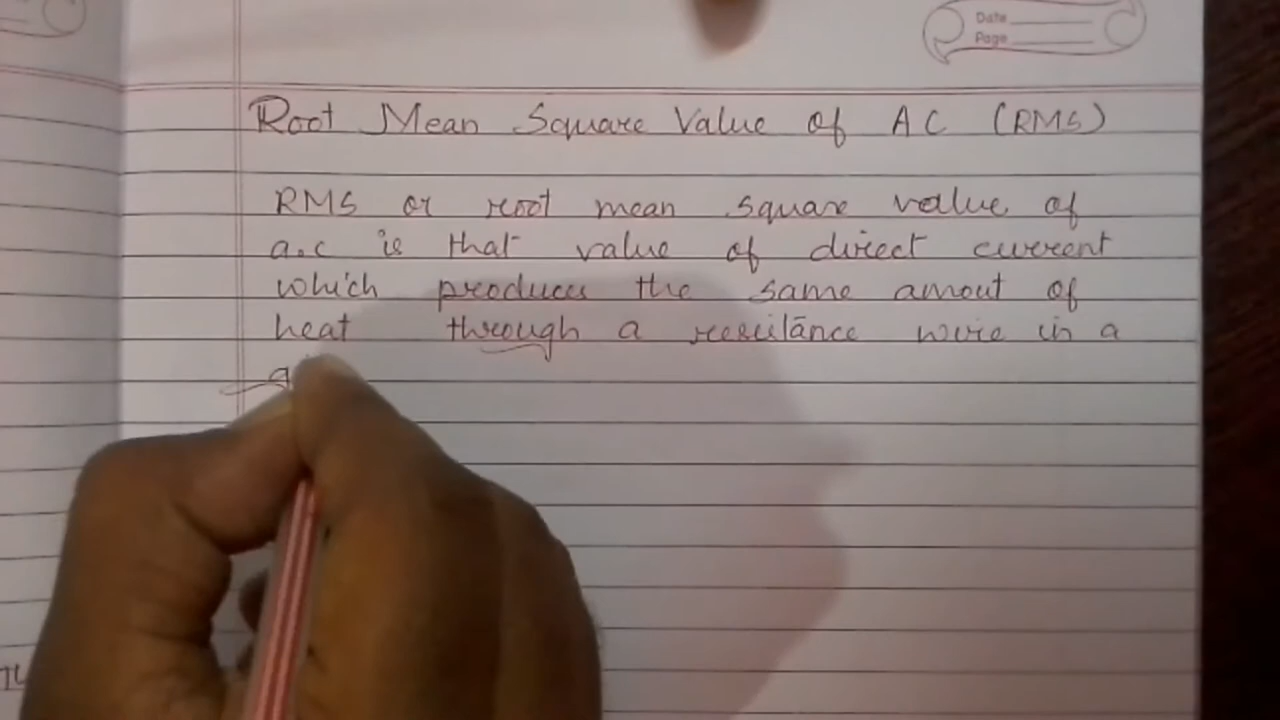 Date
Page
Root Mean Square Value of AC (RMS)
RMS or root mean square value of
a.c is that value of direct current
which produces the same amout of
heat through a resistance wire in a